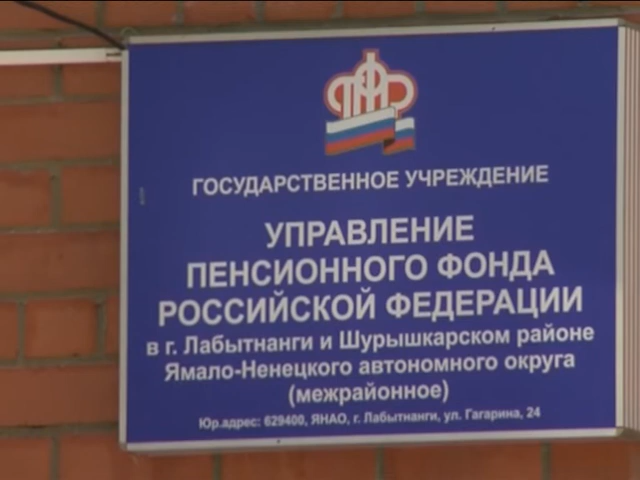 ГОСУДАРСТВЕННОЕ УЧРЕЖДЕНИЕ
УПРАВЛЕНИЕ
ПЕНСИОННОГО ФОНДА
РОССИЙСКОЙ ФЕДЕРАЦИИ
в г. Лабытнанги и Шурышкарском районе
Ямало-Ненецкого автономного округа
(межрайонное)
Юр.адрес: 629400, ЯНАО, г. Лабытнанги, ул. Гагарина, 24